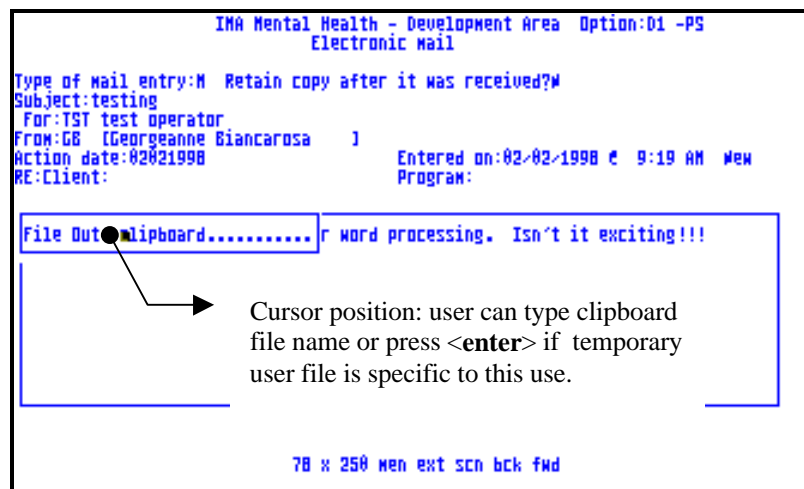 IMA Mental Health - Development Area Option:D1 -PS
Electronic mail
Type of mail entry:M Retain copy after it was received?N
Subject:testing
For:TST test operator
From:GB [Georgeanne Biancarosa ]
Action date:02021998 Entered on:02/02/1998 @ 9:19 AM New
RE:Client: Program:
File Out clipboard........... r word processing. Isn't it exciting!!!
Cursor position: user can type clipboard
file name or press <enter> if temporary
user file is specific to this use.
78 x 250 men ext scn bck fwd